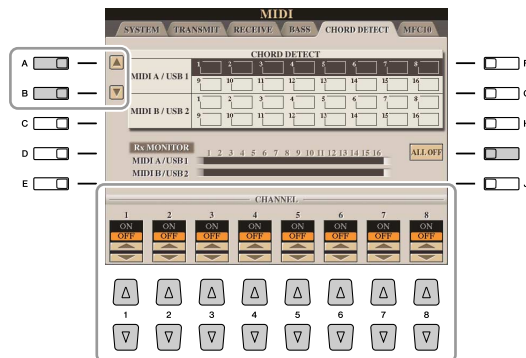 MIDI
SYSTEM TRANSMIT RECEIVE BASS CHORD DETECT MFC10
CHORD DETECT
MIDI A / USB 1
1 2 3 4 5 6 7 8
9 10 11 12 13 14 15 16
MIDI B / USB 2
1 2 3 4 5 6 7 8
9 10 11 12 13 14 15 16
Rx MONITOR 1 2 3 4 5 6 7 8 9 10 11 12 13 14 15 16
MIDI A / USB1
MIDI B / USB2
ALL OFF
A
B
C
D
E
F
G
H
J
CHANNEL
1 2 3 4 5 6 7 8
ON ON ON ON ON ON ON ON
OFF OFF OFF OFF OFF OFF OFF OFF
1 2 3 4 5 6 7 8